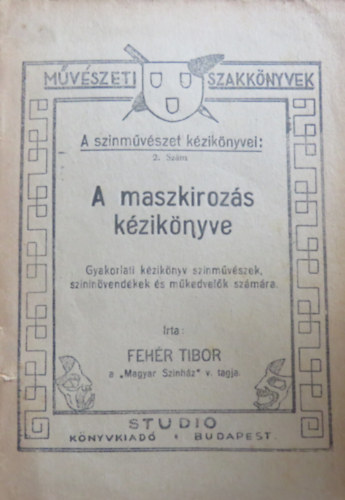 MŰVÉSZETI SZAKKÖNYVEK
A szinművészet kézikönyvei:
2. Szám
A maszkirozás
kézikönyve
Gyakorlati kézikönyv szinművészek,
szininövendékek és műkedvelők számára.
Irta:
FEHÉR TIBOR
a „Magyar Szinház" v. tagja.
STUDIO
KÖNYVKIADÓ • BUDAPEST.